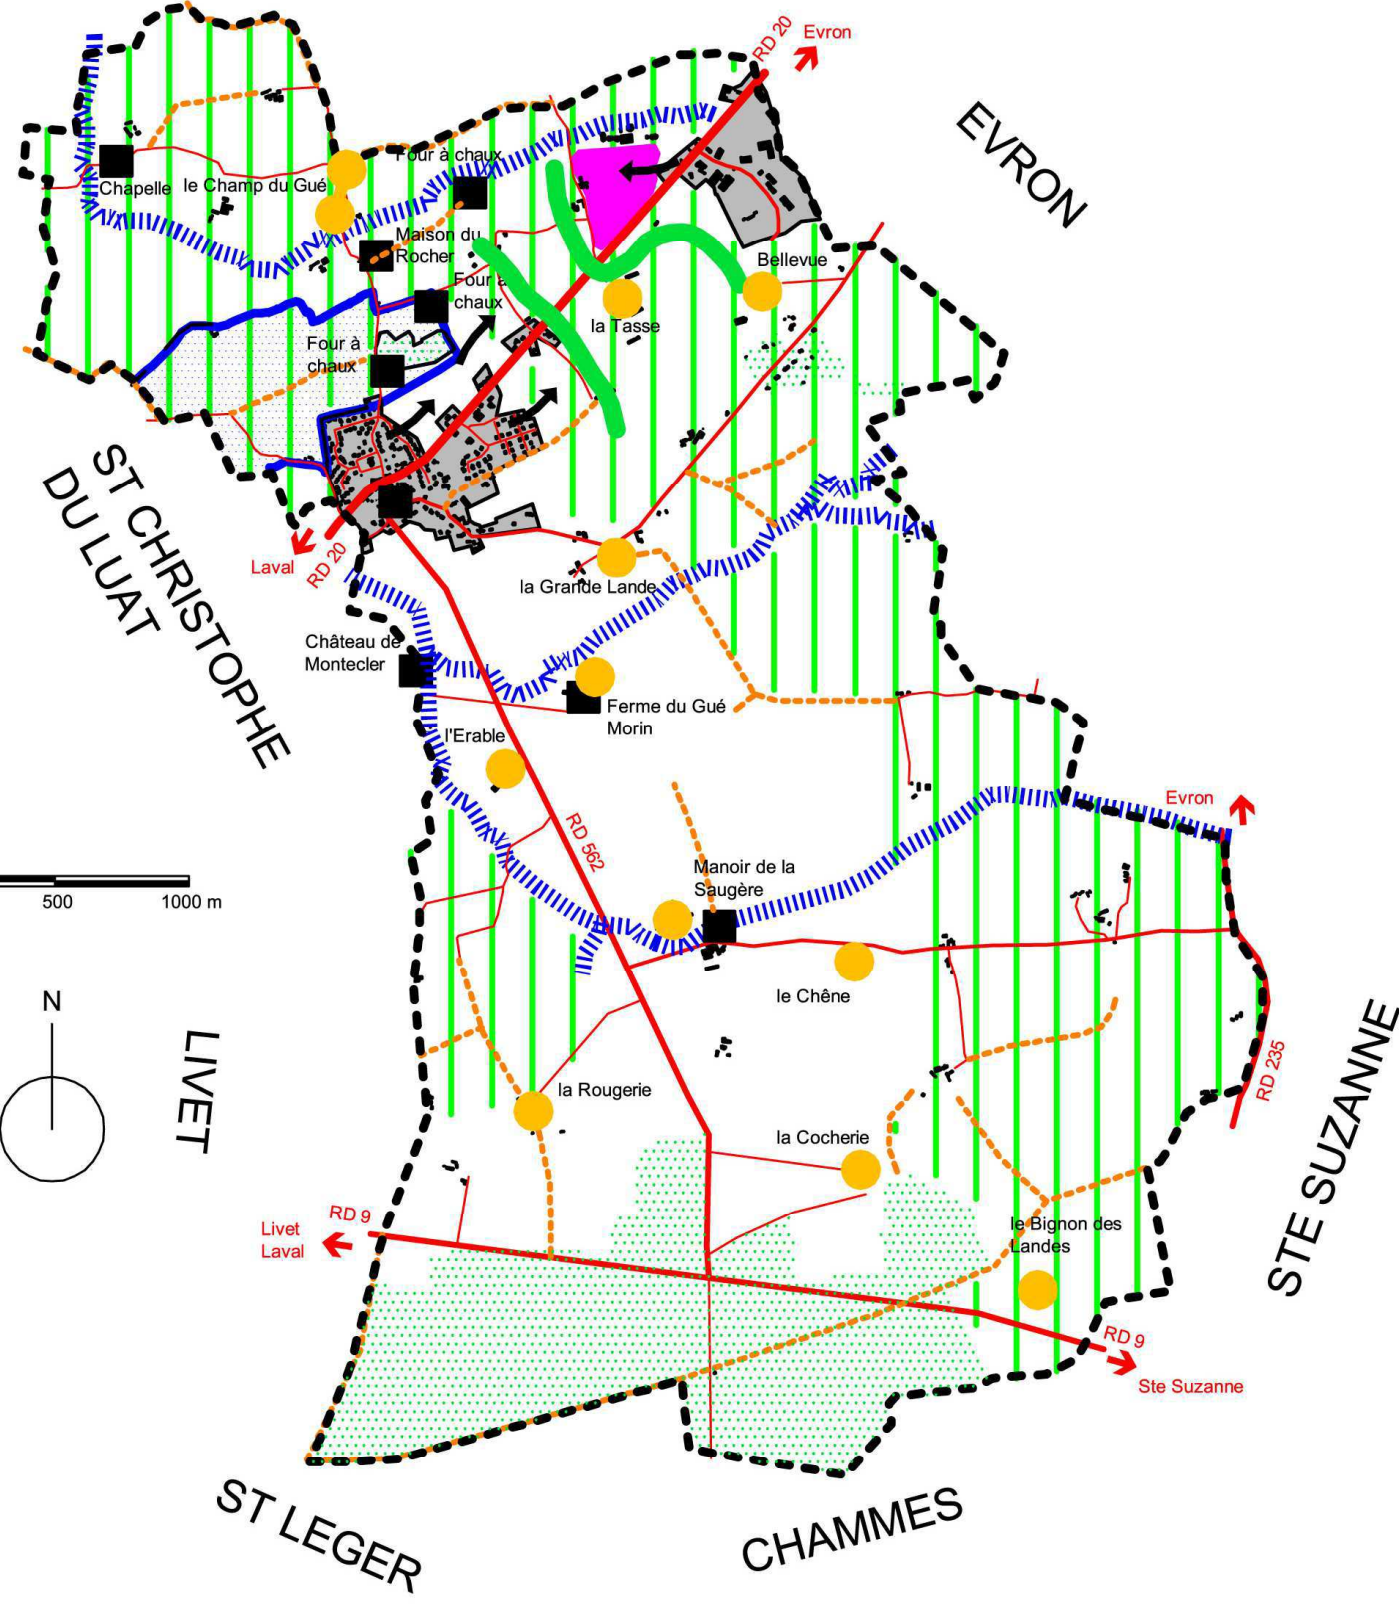 RD 20
Evron
EVRON
Four à chaux
Chapelle
le Champ du Gué
Maison du
Rocher
Bellevue
Four à
chaux
la Tasse
Four à
chaux
ST CHRISTOPHE
DU LUAT
Laval
RD 20
la Grande Lande
Château de
Montecler
Ferme du Gué
Morin
l'Erable
Evron
RD 562
Manoir de la
Saugère
500
1000 m
le Chêne
N
LIVET
RD 235
la Rougerie
la Cocherie
STE SUZANNE
RD 9
Livet
Laval
le Bignon des
Landes
RD 9
Ste Suzanne
ST LEGER
CHAMMES